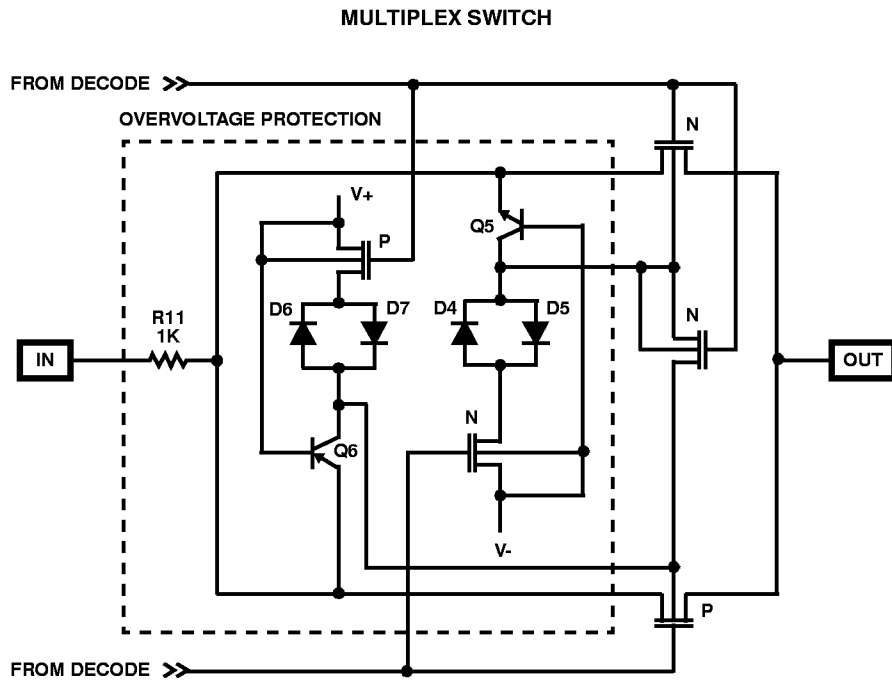 MULTIPLEX SWITCH
FROM DECODE
OVERVOLTAGE PROTECTION
N
V+
Q5
P
D6
D7
D4
D5
N
R11
1K
IN
OUT
N
Q6
V-
P
FROM DECODE